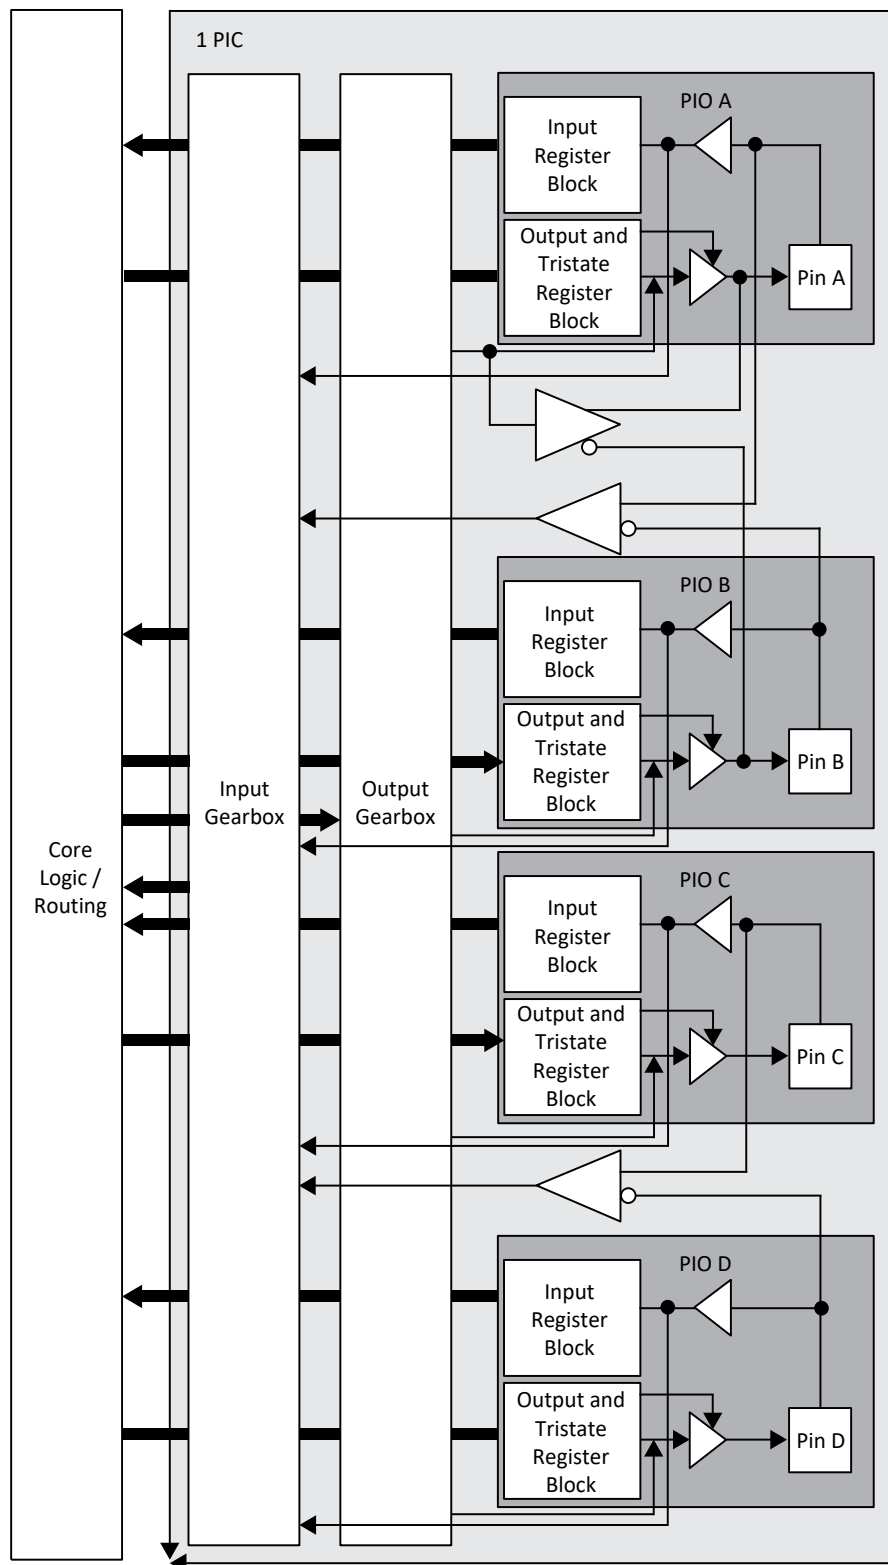 1 PIC
PIO A
Input
Register
Block
Output and
Tristate
Register
Block
Pin A
PIO B
Input
Register
Block
Output and
Tristate
Register
Block
Pin B
Input
Gearbox
Output
Gearbox
Core
Logic /
Routing
PIO C
Input
Register
Block
Output and
Tristate
Register
Block
Pin C
PIO D
Input
Register
Block
Output and
Tristate
Register
Block
Pin D